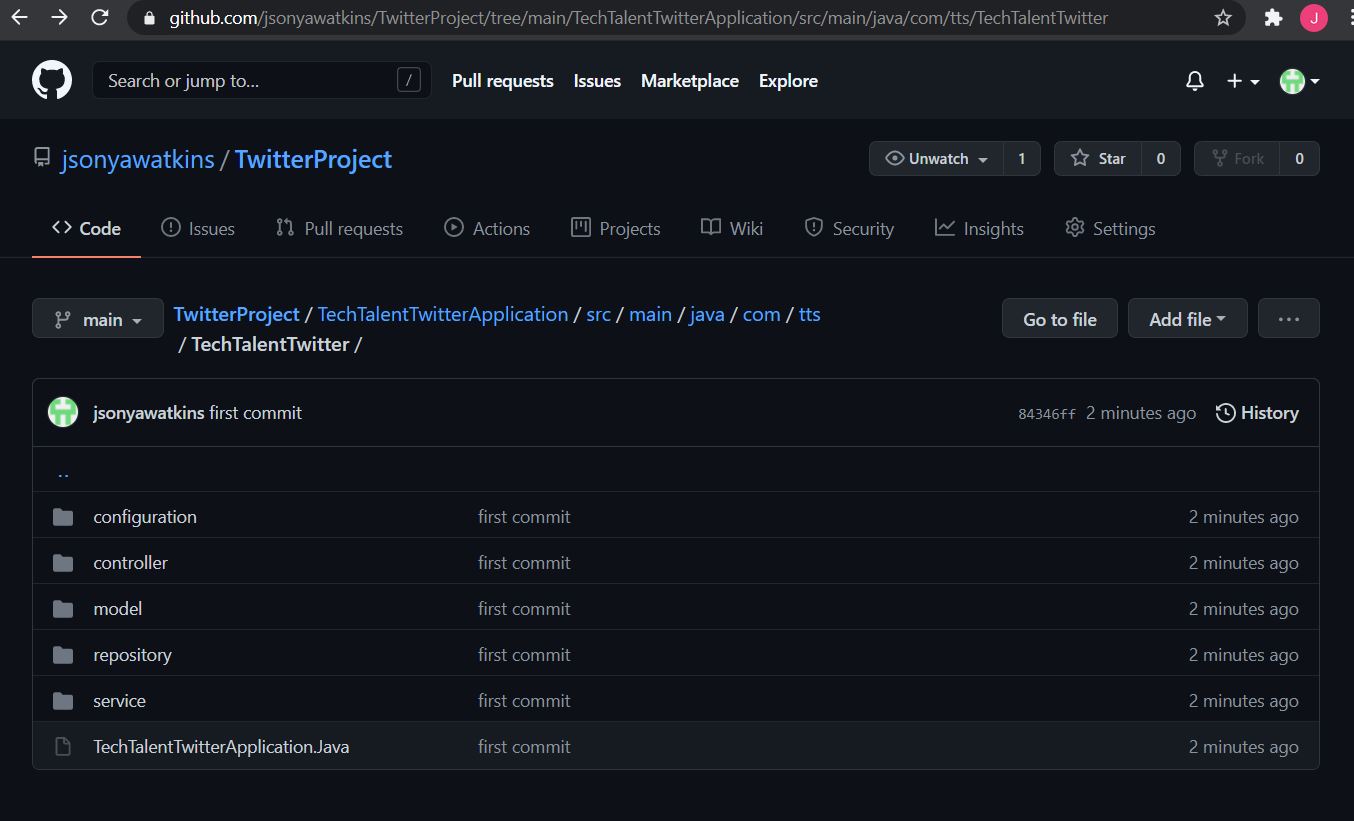 github.com/jsonyawatkins/TwitterProject/tree/main/TechTalentTwitterApplication/src/main/java/com/tts/TechTalentTwitter J
Search or jump to... / Pull requests Issues Marketplace Explore
jsonyawatkins / TwitterProject Unwatch 1 Star 0 Fork 0
Code Issues Pull requests Actions Projects Wiki Security Insights Settings
main TwitterProject / TechTalentTwitterApplication / src / main / java / com / tts Go to file Add file ...
/ TechTalentTwitter /
jsonyawatkins first commit 84346ff 2 minutes ago History
..
configuration first commit 2 minutes ago
controller first commit 2 minutes ago
model first commit 2 minutes ago
repository first commit 2 minutes ago
service first commit 2 minutes ago
TechTalentTwitterApplication.Java first commit 2 minutes ago